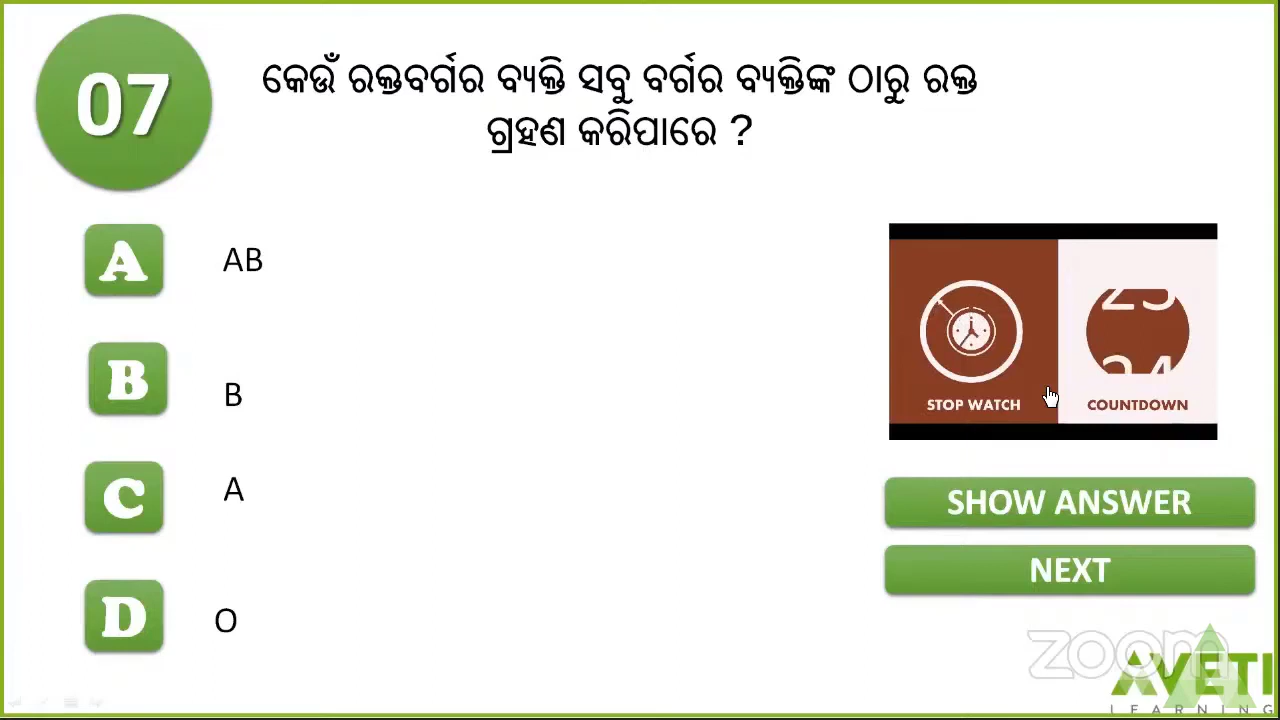 07
କେଉଁ ରକ୍ତବର୍ଗର ବ୍ୟକ୍ତି ସବୁ ବର୍ଗର ବ୍ୟକ୍ତିଙ୍କ ଠାରୁ ରକ୍ତ
ଗ୍ରହଣ କରିପାରେ ?
A AB
B B
C A
D O
STOP WATCH
COUNTDOWN
SHOW ANSWER
NEXT
zoom
AVETI
LEARNING